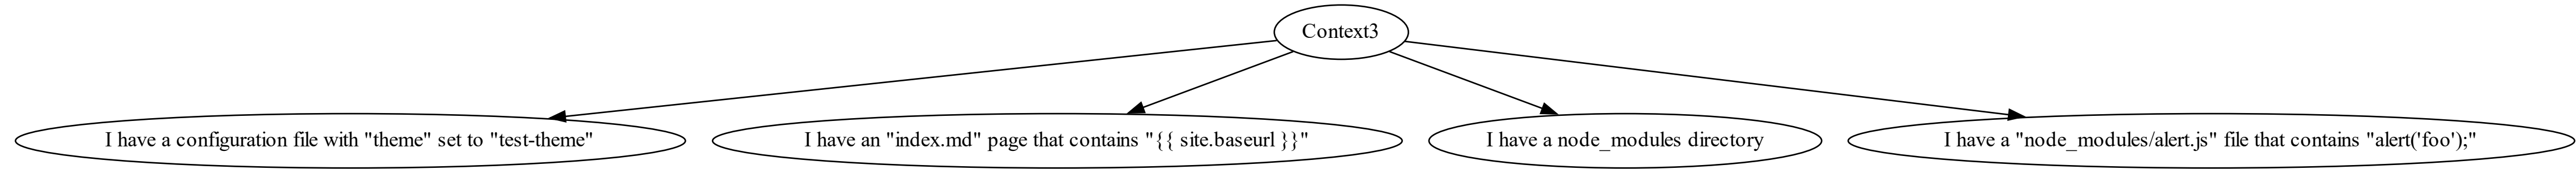 Context3
I have a configuration file with "theme" set to "test-theme"
I have an "index.md" page that contains "{{ site.baseurl }}"
I have a node_modules directory
I have a "node_modules/alert.js" file that contains "alert('foo');"